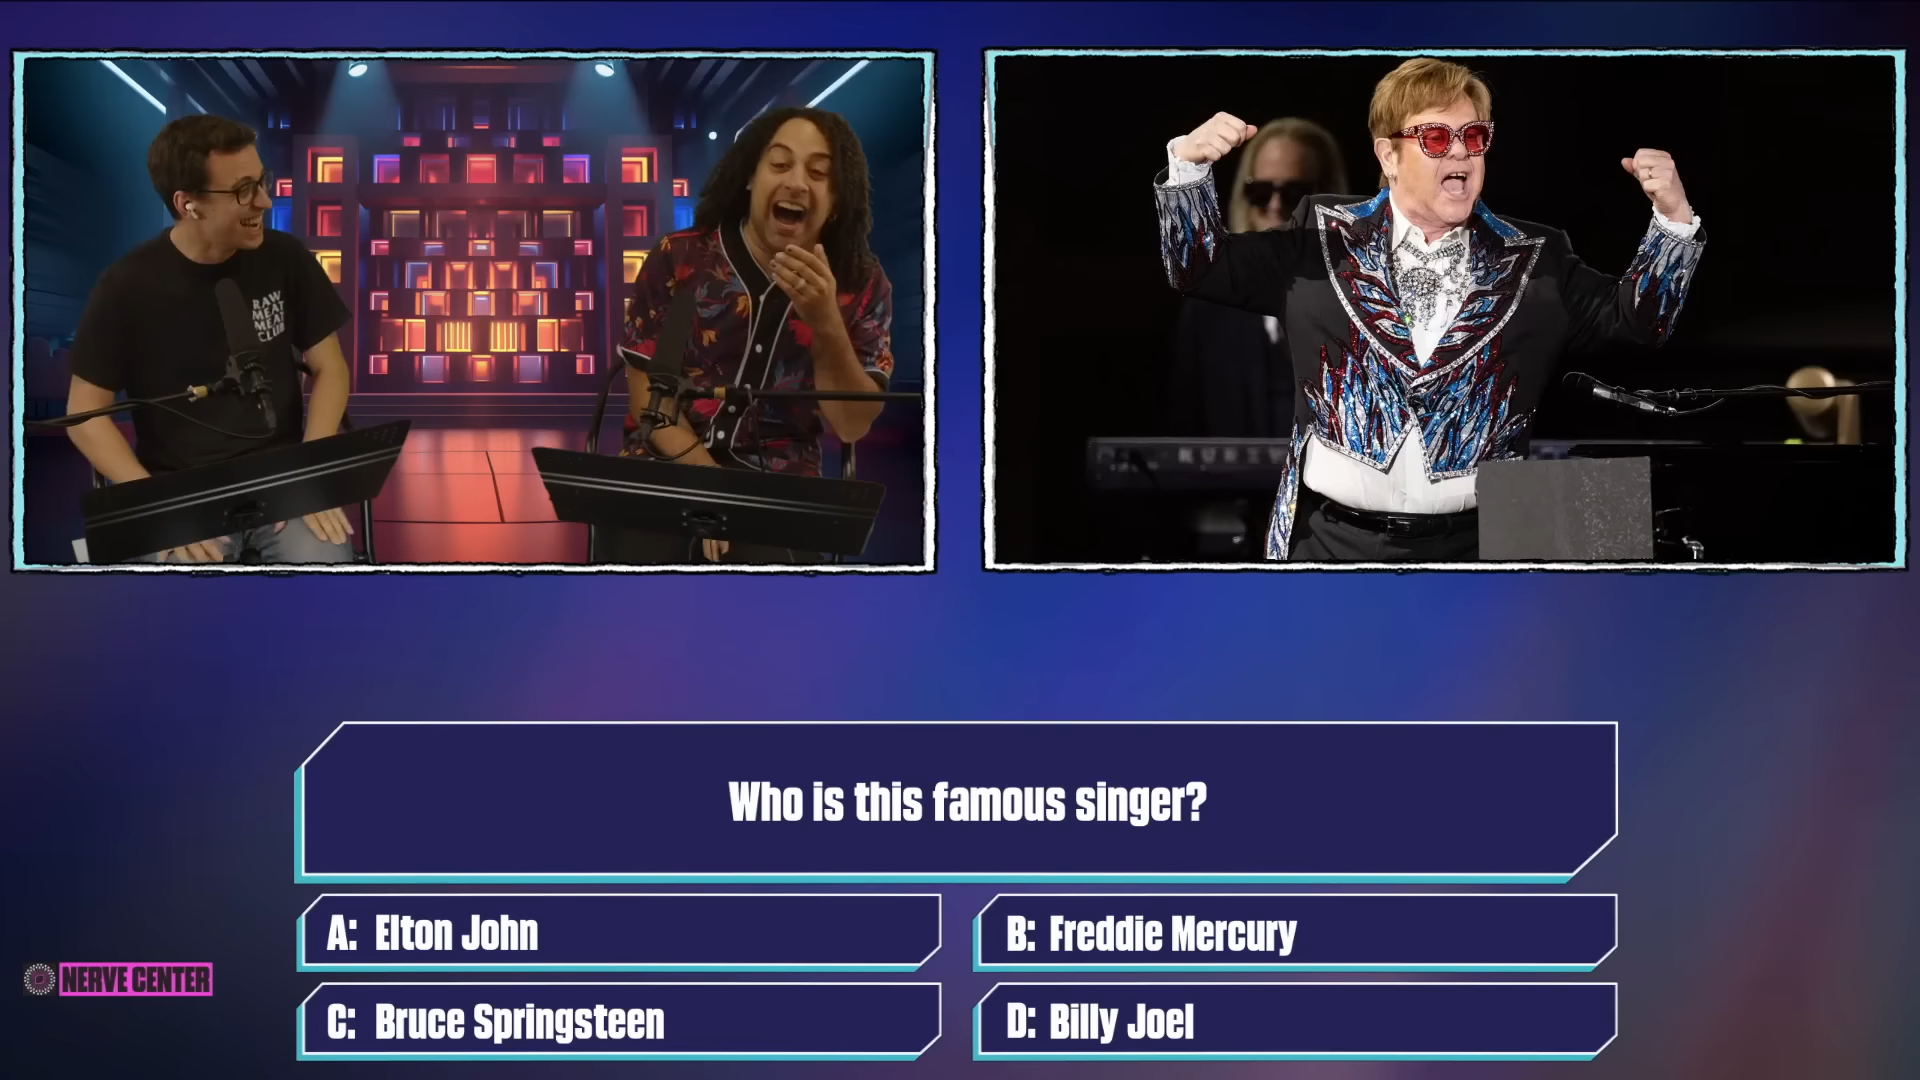 RAW
MEAT
MEAT
CLUB
KURZW
Who is this famous singer?
A: Elton John
B: Freddie Mercury
C: Bruce Springsteen
D: Billy Joel
NERVE CENTER